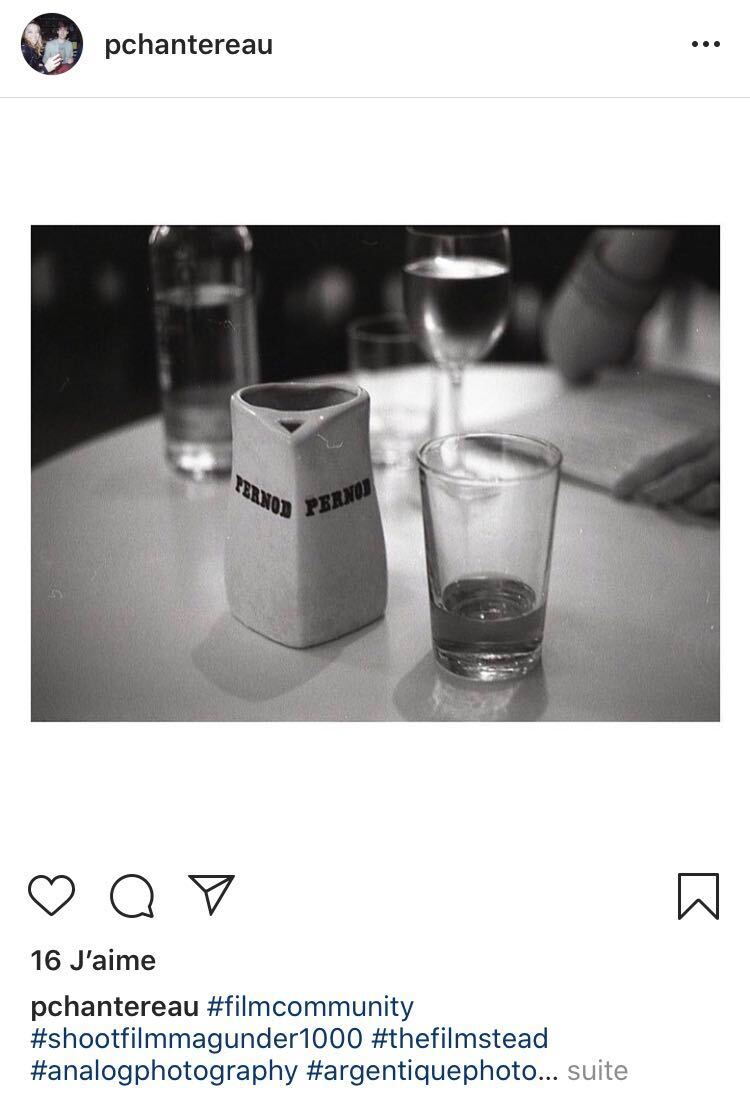 pchantereau
PERNOD PERNOD
16 J’aime
pchantereau #filmcommunity
#shootfilmmagunder1000 #thefilmstead
#analogphotography #argentiquephoto... suite